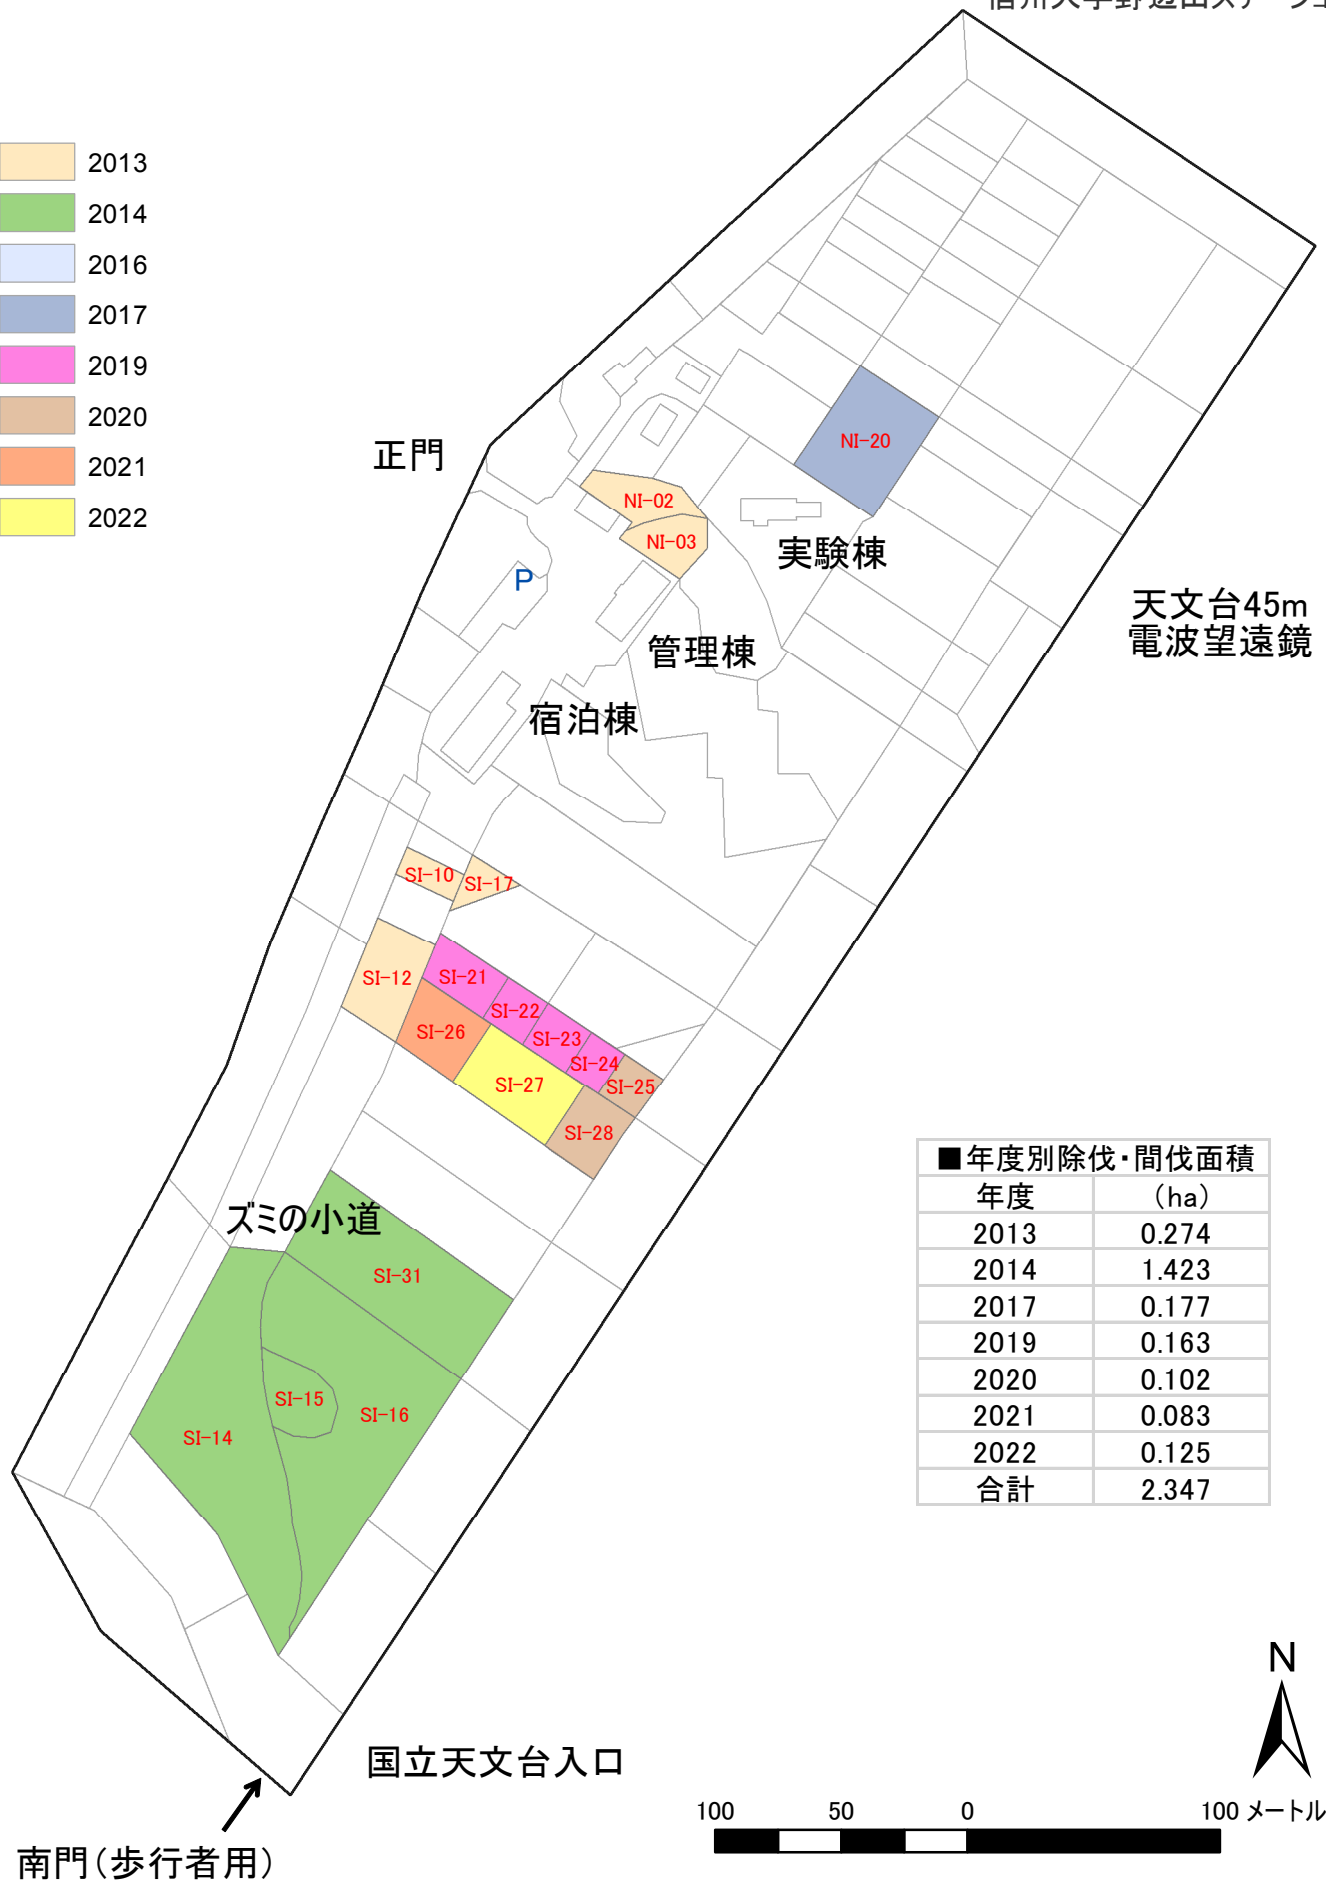 2013
2014
2016
2017
2019
2020
2021
2022
正門
NI-20
NI-02
NI-03
実験棟
P
天文台45m
電波望遠鏡
管理棟
宿泊棟
SI-10
SI-17
SI-12
SI-21
SI-22
SI-23
SI-24
SI-25
SI-26
SI-27
SI-28
■年度別除伐・間伐面積
年度 (ha)
2013 0.274
2014 1.423
2017 0.177
2019 0.163
2020 0.102
2021 0.083
2022 0.125
合計 2.347
ズミの小道
SI-31
SI-15
SI-16
SI-14
N
国立天文台入口
100 50 0 100 メートル
南門(歩行者用)